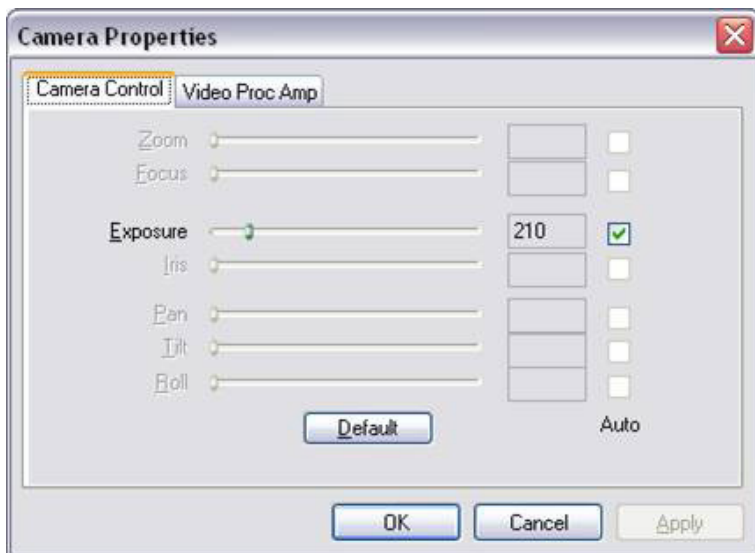 Camera Properties
Camera Control Video Proc Amp
Zoom
Focus
Exposure 210
Iris
Pan
Tilt
Roll
Default Auto
OK Cancel Apply